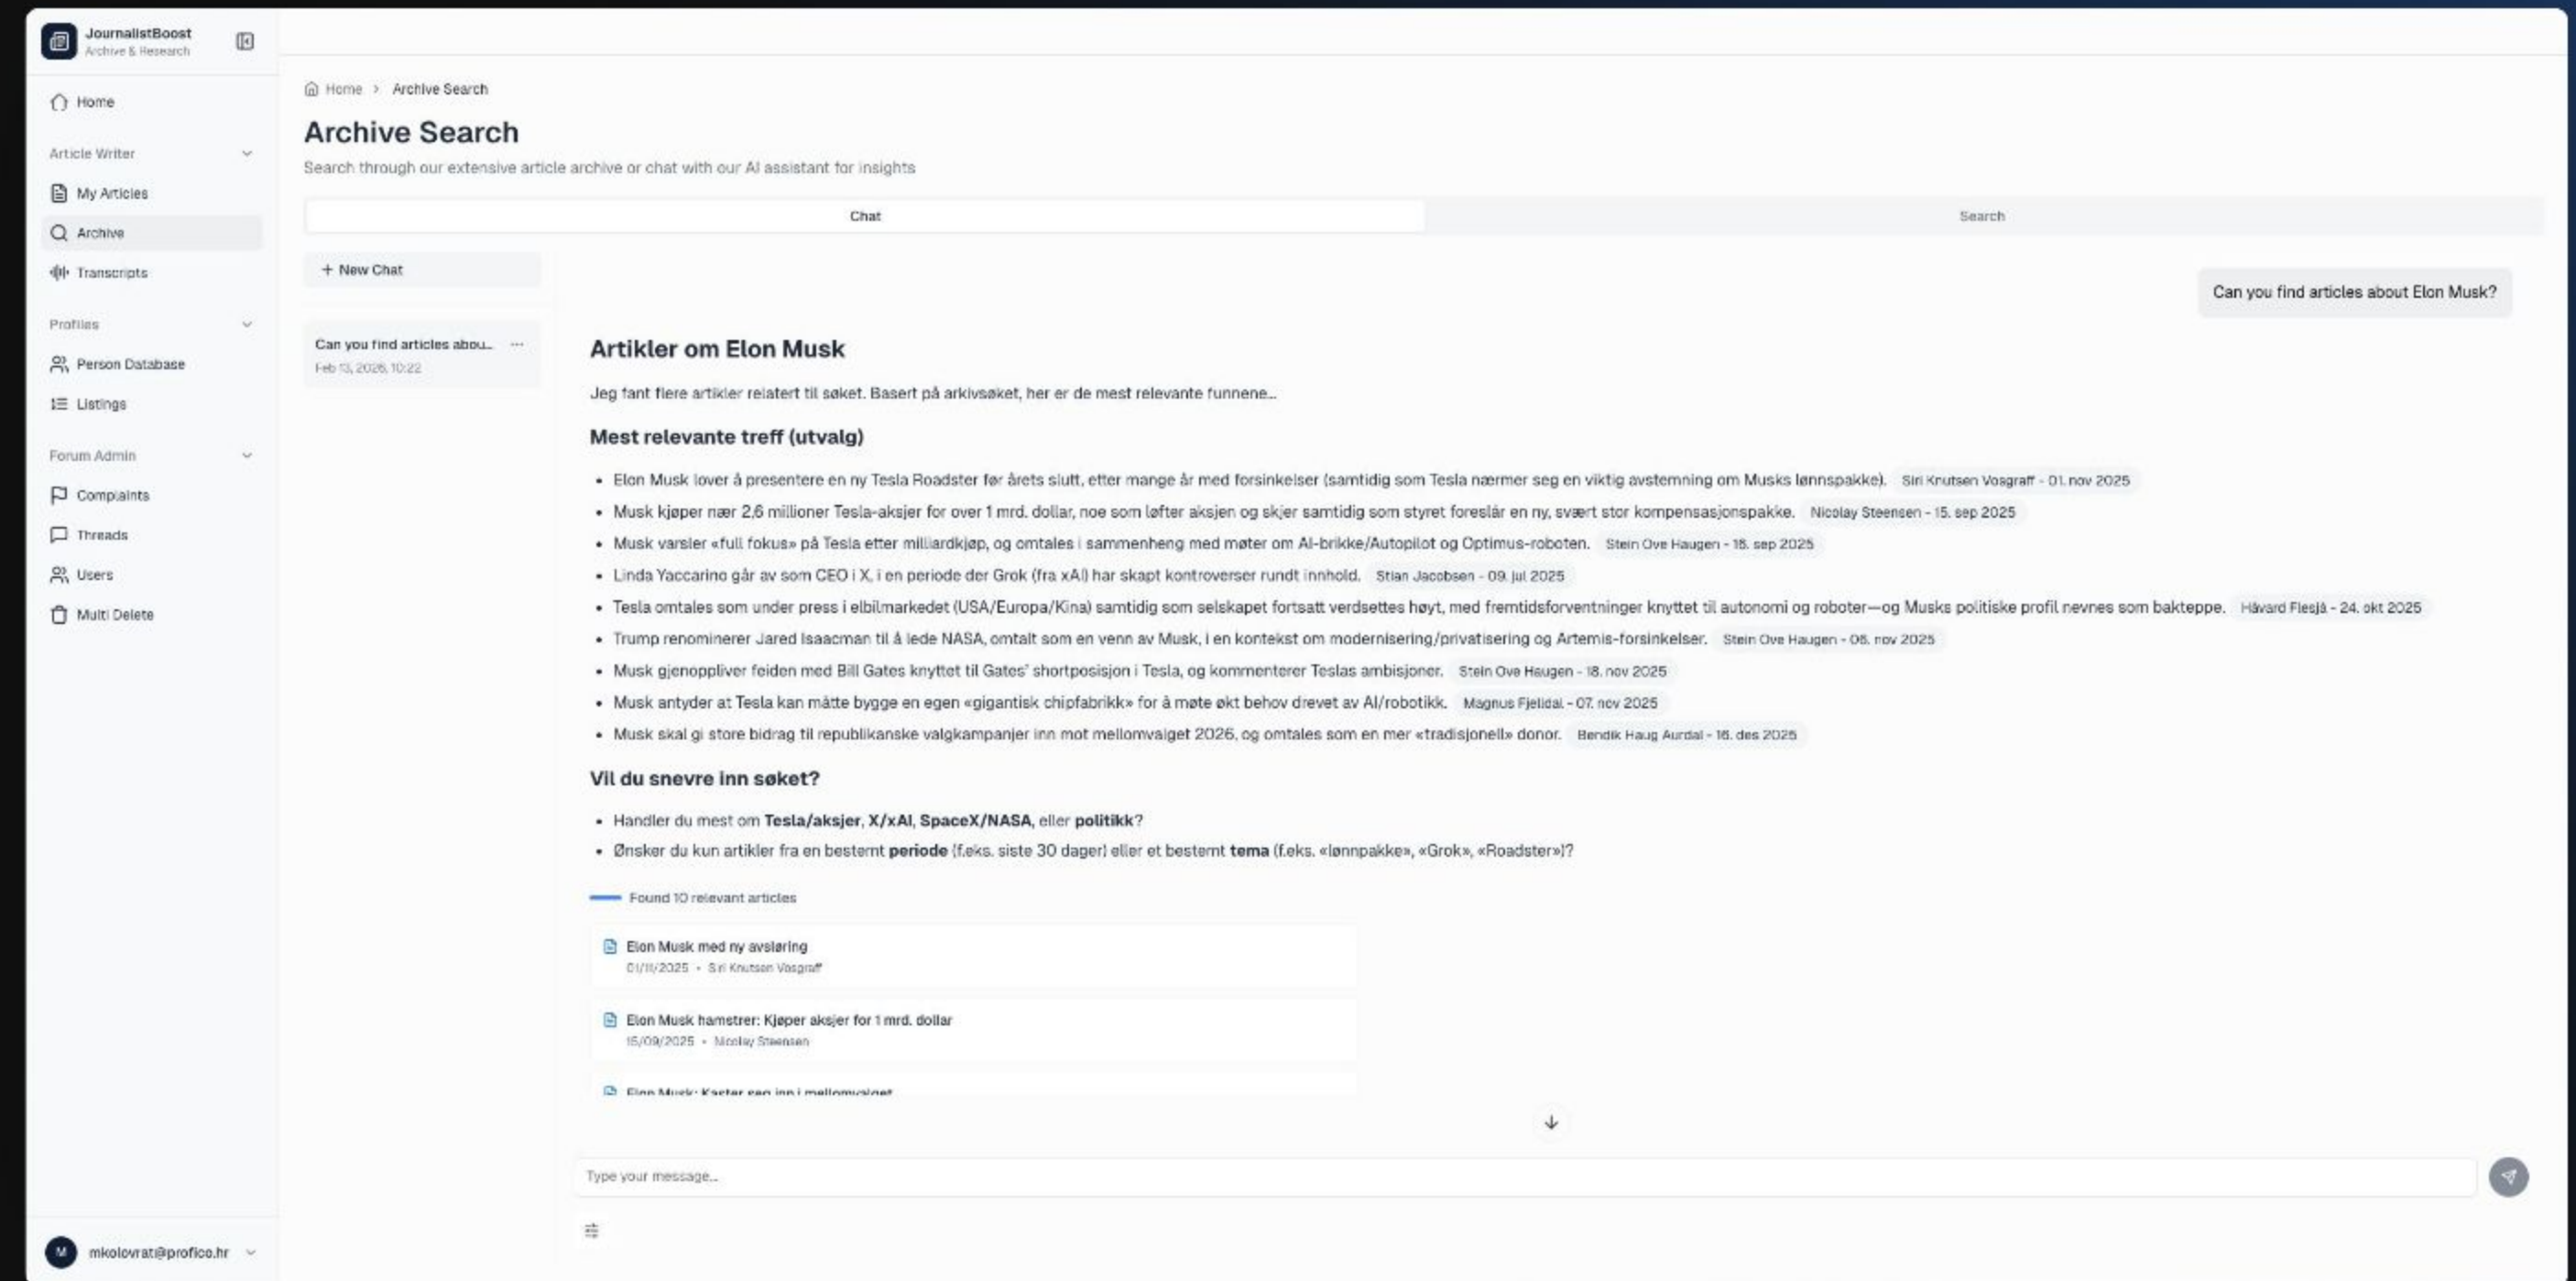 JournalistBoost
Archive & Research
Home
Article Writer
My Articles
Archive
Transcripts
Profiles
Person Database
Listings
Forum Admin
Complaints
Threads
Users
Multi Delete
M
mkolovrat@profico.hr
Home > Archive Search
Archive Search
Search through our extensive article archive or chat with our AI assistant for insights
Chat
Search
+ New Chat
Can you find articles abou...
Feb 13, 2026, 10:22
Can you find articles about Elon Musk?
Artikler om Elon Musk
Jeg fant flere artikler relatert til søket. Basert på arkivsøket, her er de mest relevante funnene...
Mest relevante treff (utvalg)
• Elon Musk lover å presentere en ny Tesla Roadster før årets slutt, etter mange år med forsinkelser (samtidig som Tesla nærmer seg en viktig avstemning om Musks lønnspakke). Siri Knutsen Vosgraff - 01. nov 2025
• Musk kjøper nær 2,6 millioner Tesla-aksjer for over 1 mrd. dollar, noe som løfter aksjen og skjer samtidig som styret foreslår en ny, svært stor kompensasjonspakke. Nicolay Steensen - 15. sep 2025
• Musk varsler «full fokus» på Tesla etter milliardkjøp, og omtales i sammenheng med møter om AI-brikke/Autopilot og Optimus-roboten. Stein Ove Haugen - 16. sep 2025
• Linda Yaccarino går av som CEO i X, i en periode der Grok (fra xAI) har skapt kontroverser rundt innhold. Stian Jacobsen - 09. jul 2025
• Tesla omtales som under press i elbilmarkedet (USA/Europa/Kina) samtidig som selskapet fortsatt verdsettes høyt, med fremtidsforventninger knyttet til autonomi og roboter—og Musks politiske profil nevnes som bakteppe. Håvard Flesjå - 24. okt 2025
• Trump renominerer Jared Isaacman til å lede NASA, omtalt som en venn av Musk, i en kontekst om modernisering/privatisering og Artemis-forsinkelser. Stein Ove Haugen - nov 2025
• Musk gjenoppliver feiden med Bill Gates knyttet til Gates’ shortposisjon i Tesla, og kommenterer Teslas ambisjoner. Stein Ove Haugen - 18. nov 2025
• Musk antyder at Tesla kan måtte bygge en egen «gigantisk chipfabrikk» for å møte økt behov drevet av AI/robotikk. Magnus Fjelldal - 07. nov 2025
• Musk skal gi store bidrag til republikanske valgkampanjer inn mot mellomvalget 2026, og omtales som en mer «tradisjonell» donor. Bendik Haug Aurdal - 16. des 2025
Vil du snevre inn søket?
• Handler du mest om Tesla/aksjer, X/xAI, SpaceX/NASA, eller politikk?
• Ønsker du kun artikler fra en bestemt periode (f.eks. siste 30 dager) eller et bestemt tema (f.eks. «lønnpakke», «Grok», «Roadster»)?
Found 10 relevant articles
Elon Musk med ny avsløring
01/11/2025 • Siri Knutsen Vosgraff
Elon Musk hamstrer: Kjøper aksjer for 1 mrd. dollar
15/09/2025 • Nicolay Steensen
Elon Musk: Kaster seg inn i mellomvalget
Type your message...